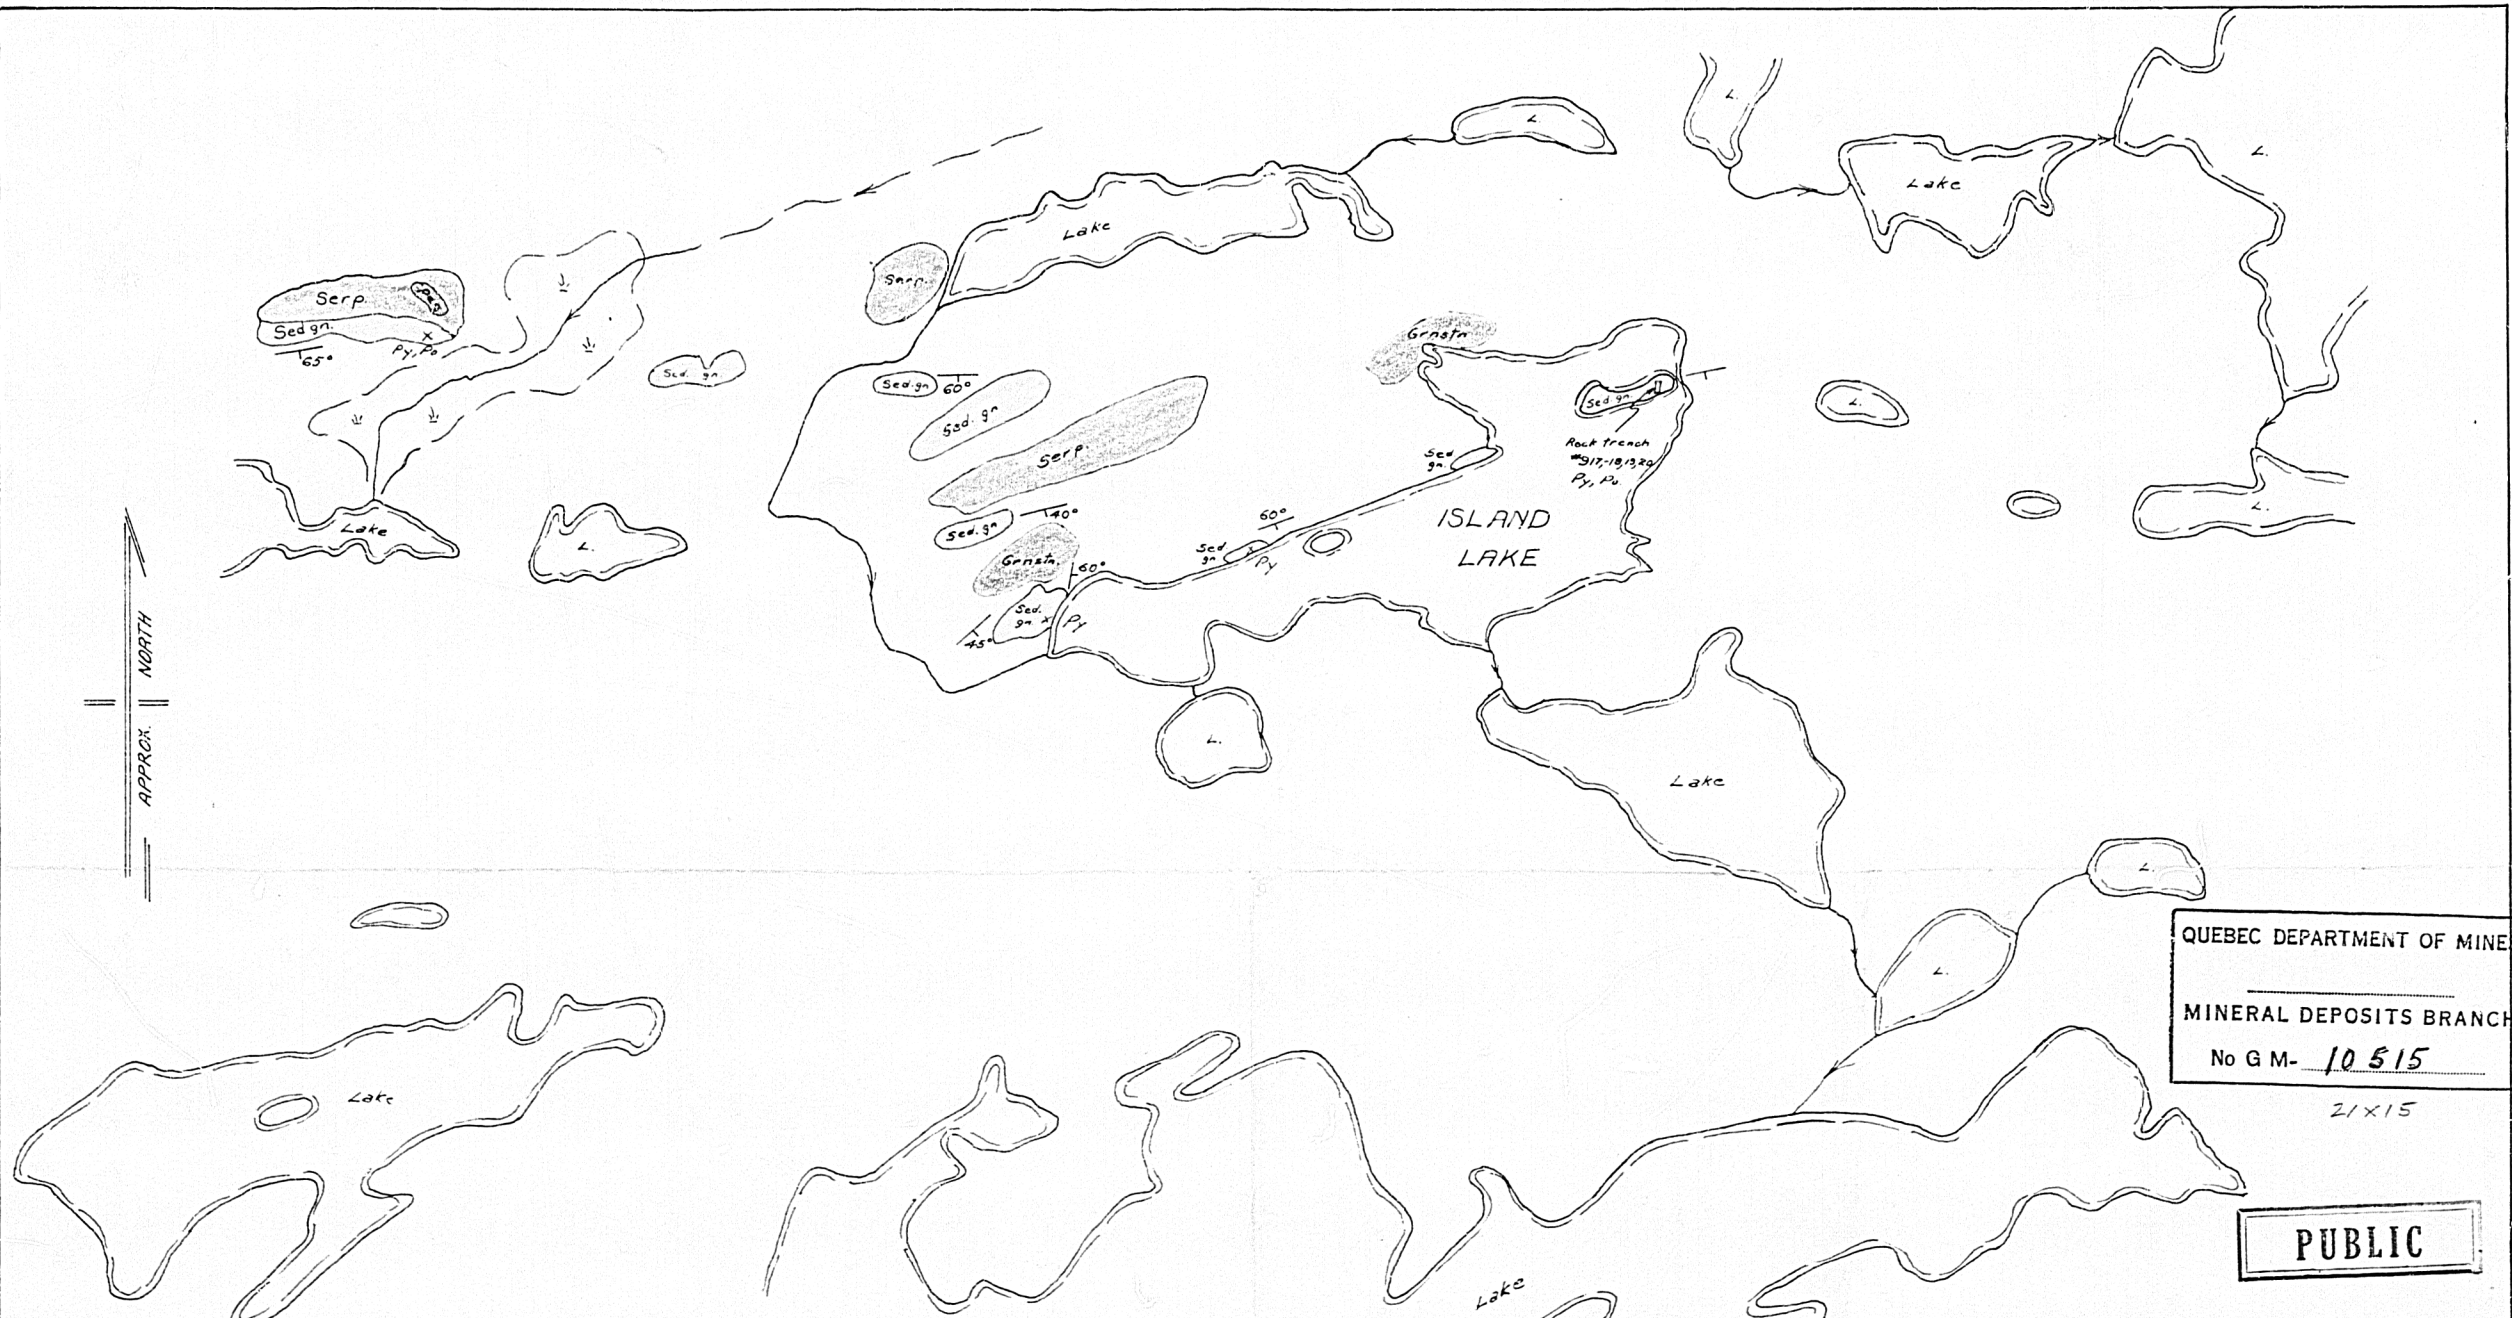 L.
L.
L.
Lake
Lake
Serp.
Serp.
Sed gn.
Py, Po
65°
Sed. gn.
Grnstn
Sed.gn
60°
Sed. gn
Serp.
Sed. gn.
Rock trench
Py, Po.
L.
Sed
gn.
Lake
L.
Sed.gn
40°
Grnstn.
60°
Sed
gn
Py
60°
ISLAND
LAKE
L.
Sed.
gn. x
Py
45°
APPROX. NORTH
L.
Lake
L.
L.
QUEBEC DEPARTMENT OF MINE
MINERAL DEPOSITS BRANCH
No G M- 10515
21x15
Lake
Lake
PUBLIC